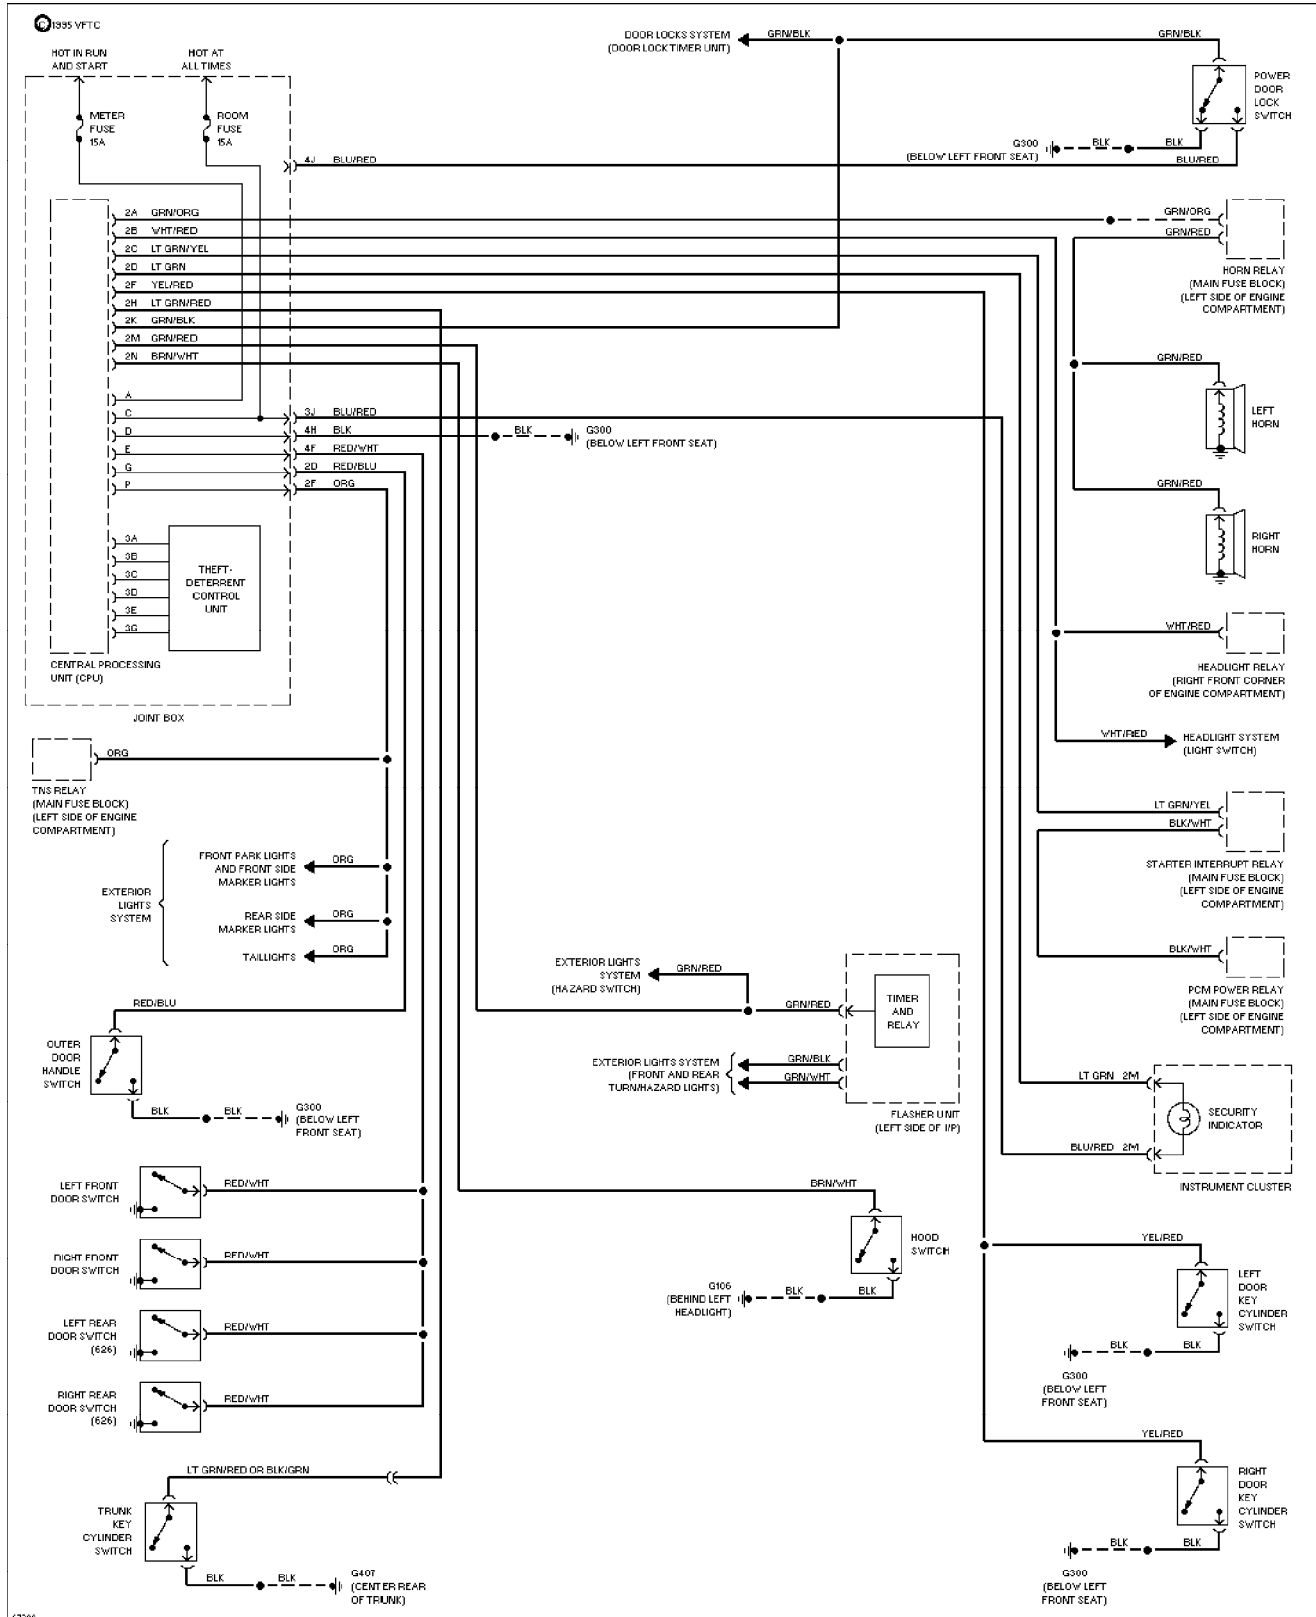 © 1995 VFTC
HOT IN RUN
AND START
HOT AT
ALL TIMES
METER
FUSE
15A
ROOM
FUSE
15A
DOOR LOCKS SYSTEM
(DOOR LOCK TIMER UNIT)
GRN/BLK
GRN/BLK
POWER
DOOR
LOCK
SWITCH
G300
(BELOW LEFT FRONT SEAT)
BLK
BLK
BLU/RED
4J BLU/RED
2A GRN/ORG
2B WHT/RED
2C LT GRN/YEL
2D LT GRN
2F YEL/RED
2H LT GRN/RED
2K GRN/BLK
2M GRN/RED
2N BRN/WHT
GRN/ORG
GRN/RED
HORN RELAY
(MAIN FUSE BLOCK)
(LEFT SIDE OF ENGINE
COMPARTMENT)
GRN/RED
LEFT
HORN
GRN/RED
RIGHT
HORN
A
C
D
E
G
P
3J BLU/RED
4H BLK
4F RED/WHT
2D RED/BLU
2F ORG
BLK
G300
(BELOW LEFT FRONT SEAT)
3A
3B
3C
3D
3E
3G
THEFT-
DETERRENT
CONTROL
UNIT
CENTRAL PROCESSING
UNIT (CPU)
JOINT BOX
WHT/RED
HEADLIGHT RELAY
(RIGHT FRONT CORNER
OF ENGINE COMPARTMENT)
WHT/RED
HEADLIGHT SYSTEM
(LIGHT SWITCH)
ORG
TNS RELAY
(MAIN FUSE BLOCK)
(LEFT SIDE OF ENGINE
COMPARTMENT)
LT GRN/YEL
BLK/WHT
STARTER INTERRUPT RELAY
(MAIN FUSE BLOCK)
(LEFT SIDE OF ENGINE
COMPARTMENT)
EXTERIOR
LIGHTS
SYSTEM
FRONT PARK LIGHTS
AND FRONT SIDE
MARKER LIGHTS
ORG
REAR SIDE
MARKER LIGHTS
ORG
TAILLIGHTS
ORG
BLK/WHT
PCM POWER RELAY
(MAIN FUSE BLOCK)
(LEFT SIDE OF ENGINE
COMPARTMENT)
EXTERIOR LIGHTS
SYSTEM
(HAZARD SWITCH)
GRN/RED
GRN/RED
TIMER
AND
RELAY
EXTERIOR LIGHTS SYSTEM
(FRONT AND REAR
TURN/HAZARD LIGHTS)
GRN/BLK
GRN/WHT
FLASHER UNIT
(LEFT SIDE OF I/P)
RED/BLU
OUTER
DOOR
HANDLE
SWITCH
BLK
BLK
G300
(BELOW LEFT
FRONT SEAT)
LT GRN 2M
BLU/RED 2M
SECURITY
INDICATOR
INSTRUMENT CLUSTER
LEFT FRONT
DOOR SWITCH
RED/WHT
RIGHT FRONT
DOOR SWITCH
RED/WHT
LEFT REAR
DOOR SWITCH
(626)
RED/WHT
RIGHT REAR
DOOR SWITCH
(626)
RED/WHT
BRN/WHT
HOOD
SWITCH
G106
(BEHIND LEFT
HEADLIGHT)
BLK
BLK
YEL/RED
LEFT
DOOR
KEY
CYLINDER
SWITCH
BLK
BLK
G300
(BELOW LEFT
FRONT SEAT)
YEL/RED
RIGHT
DOOR
KEY
CYLINDER
SWITCH
BLK
BLK
G300
(BELOW LEFT
FRONT SEAT)
LT GRN/RED OR BLK/GRN
TRUNK
KEY
CYLINDER
SWITCH
BLK
BLK
G407
(CENTER REAR
OF TRUNK)